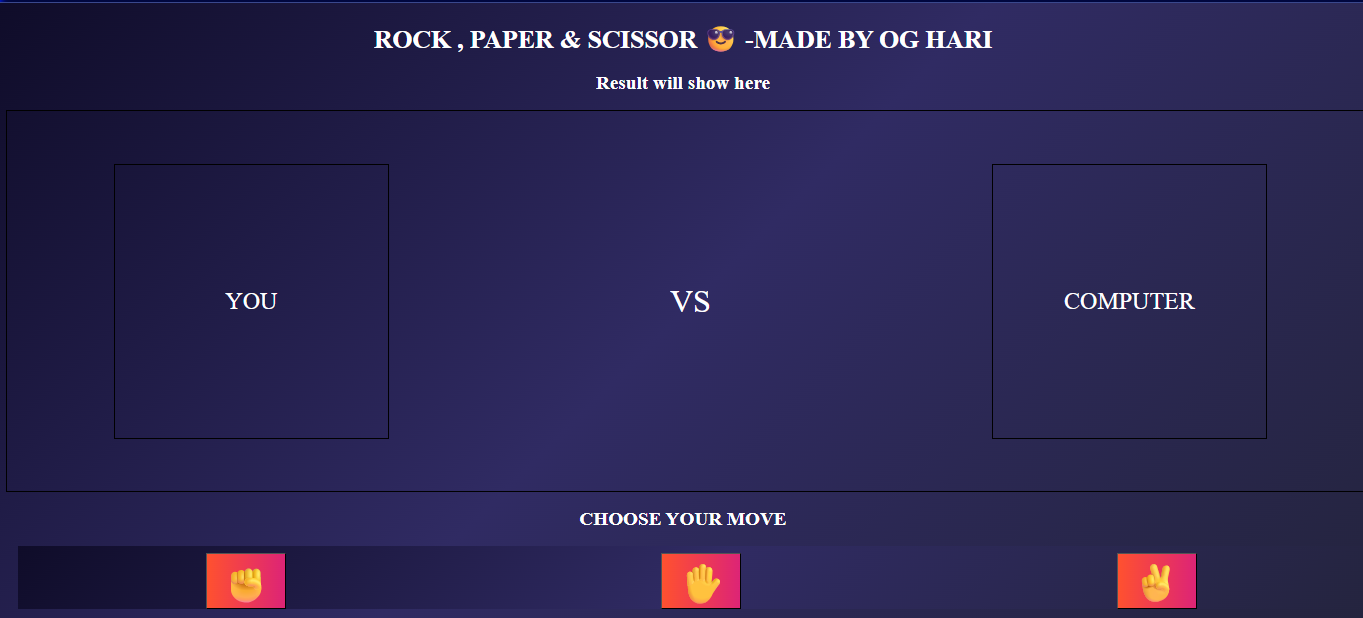 ROCK , PAPER & SCISSOR 😎 -MADE BY OG HARI
Result will show here
YOU
VS
COMPUTER
CHOOSE YOUR MOVE